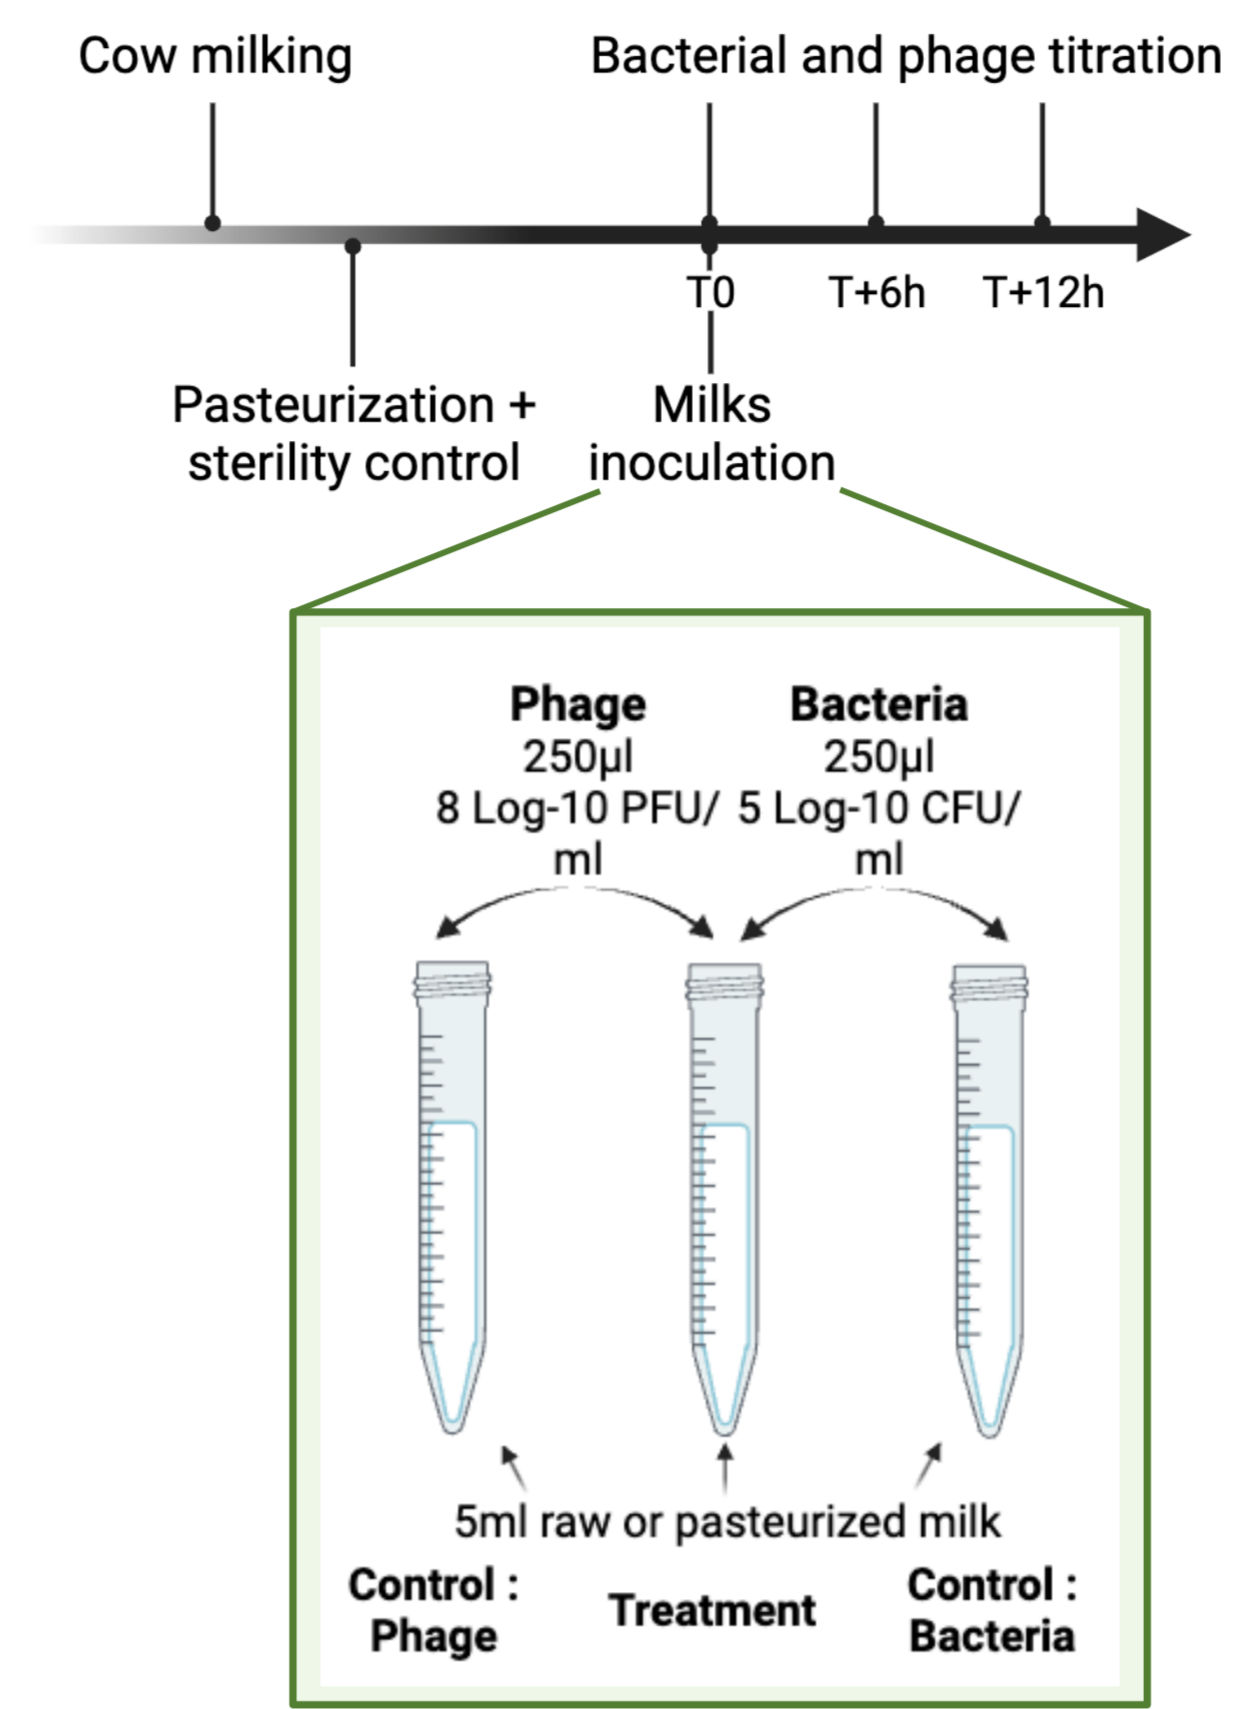 Cow milking
Bacterial and phage titration
T0
T+6h
T+12h
Pasteurization +
sterility control
Milks
inoculation
Phage
250µl
8 Log-10 PFU/
ml
Bacteria
250µl
5 Log-10 CFU/
ml
5ml raw or pasteurized milk
Control :
Phage
Treatment
Control :
Bacteria